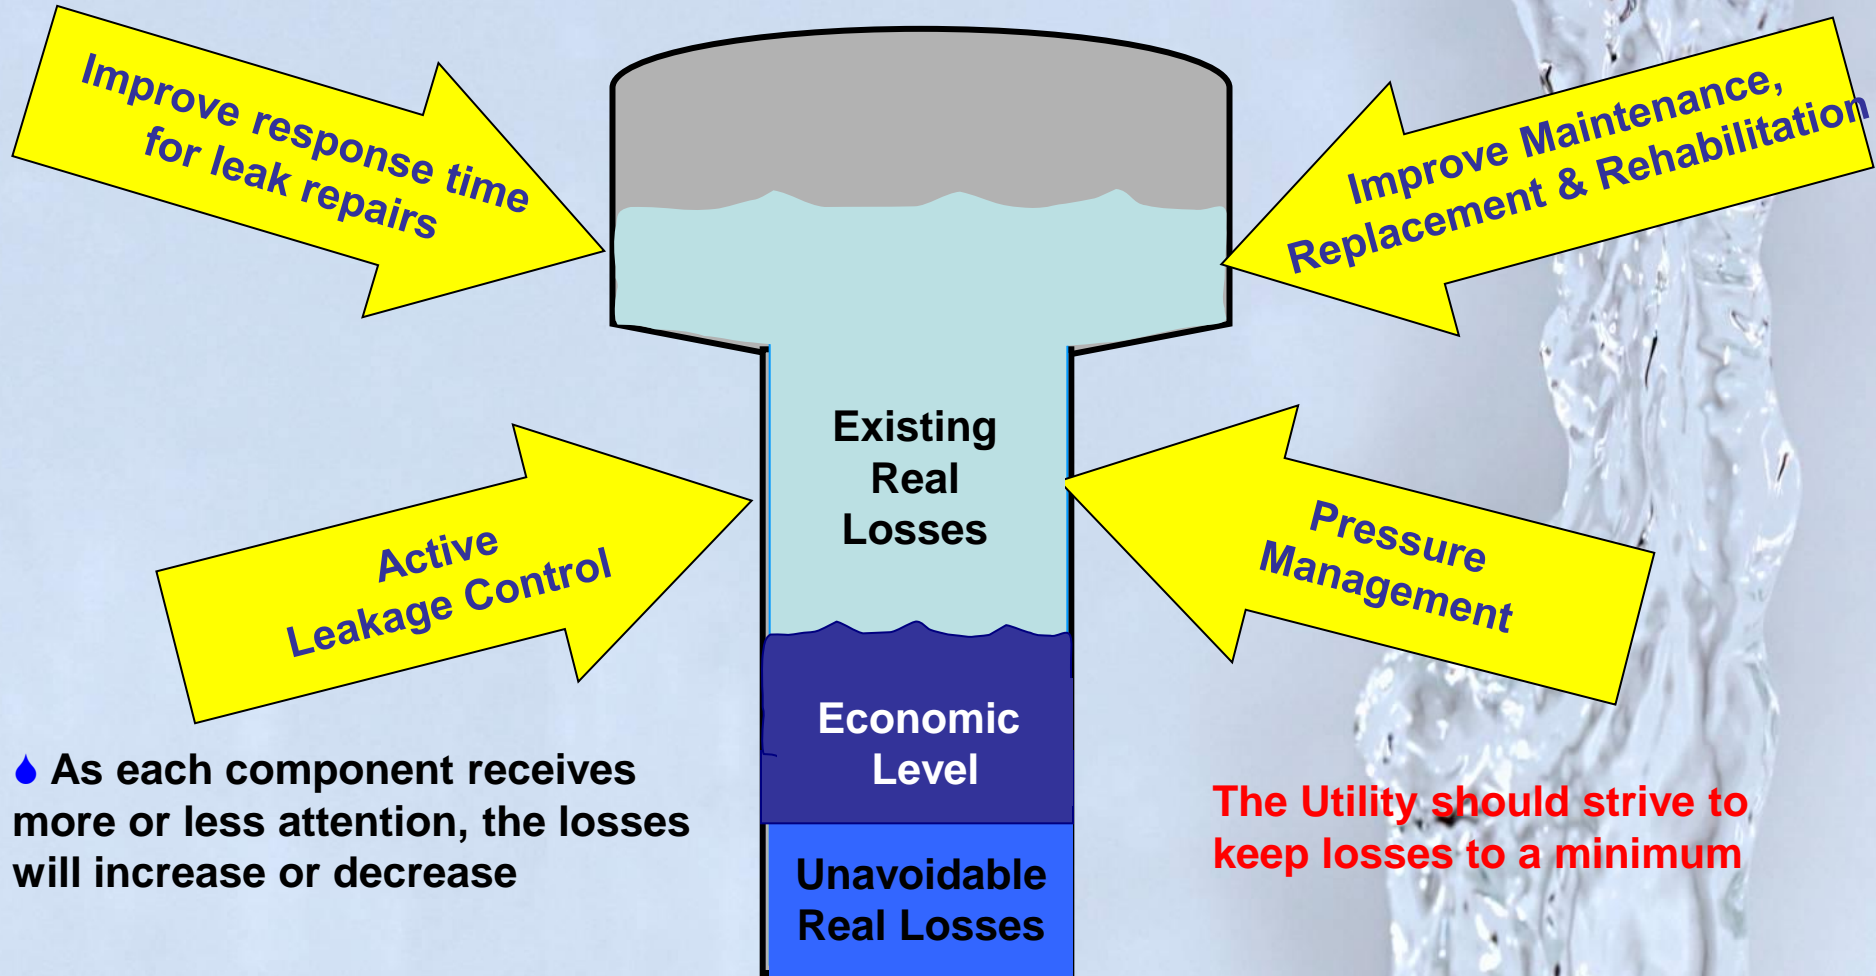 Improve response time
for leak repairs
Improve Maintenance,
Replacement & Rehabilitation
Existing
Real
Losses
Active
Leakage Control
Pressure
Management
Economic
Level
As each component receives
more or less attention, the losses
will increase or decrease
The Utility should strive to
keep losses to a minimum
Unavoidable
Real Losses